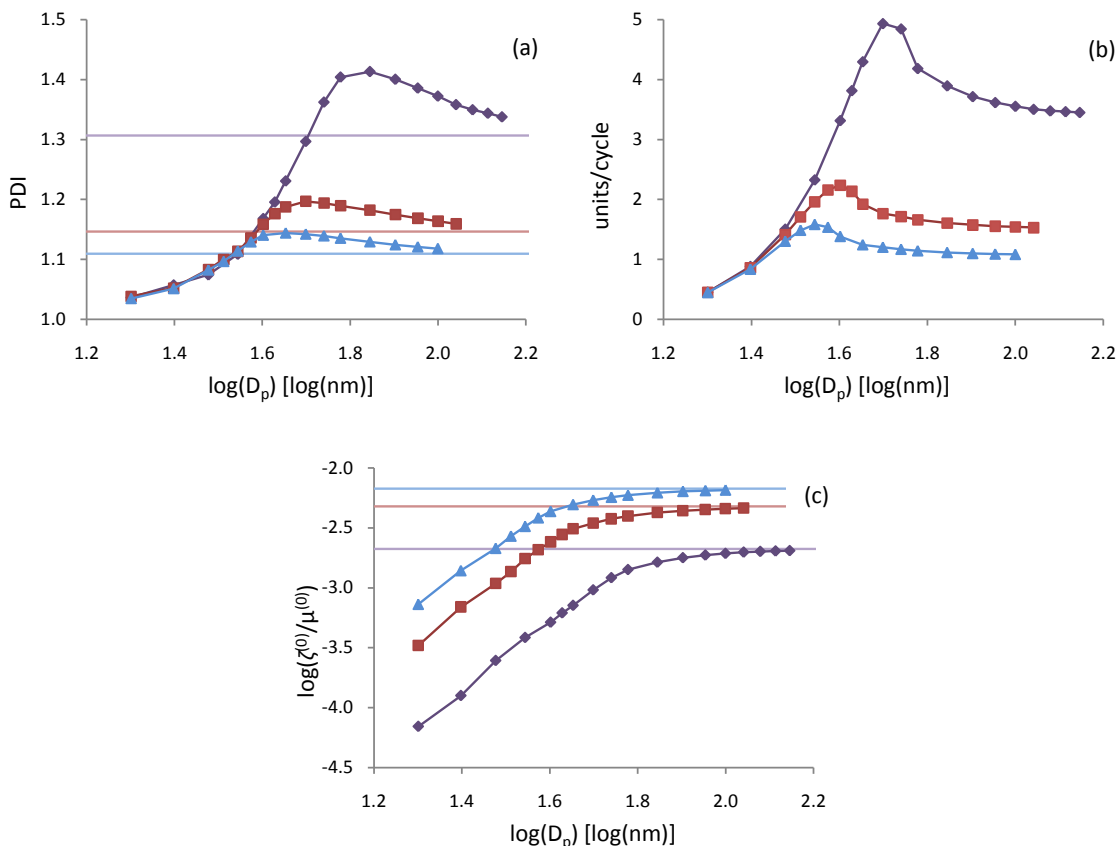 (a)
PDI
1.5
1.4
1.3
1.2
1.1
1.0
1.2 1.4 1.6 1.8 2.0 2.2
log(Dₚ) [log(nm)]
(b)
units/cycle
5
4
3
2
1
0
1.2 1.4 1.6 1.8 2.0 2.2
log(Dₚ) [log(nm)]
(c)
log(ζ⁽⁰⁾/μ⁽⁰⁾)
-2.0
-2.5
-3.0
-3.5
-4.0
-4.5
1.2 1.4 1.6 1.8 2.0 2.2
log(Dₚ) [log(nm)]